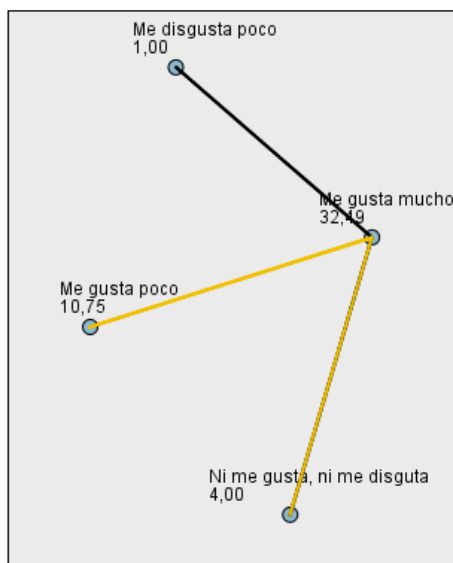 Me disgusta poco
1,00
Me gusta mucho
32,49
Me gusta poco
10,75
Ni me gusta, ni me disguta
4,00